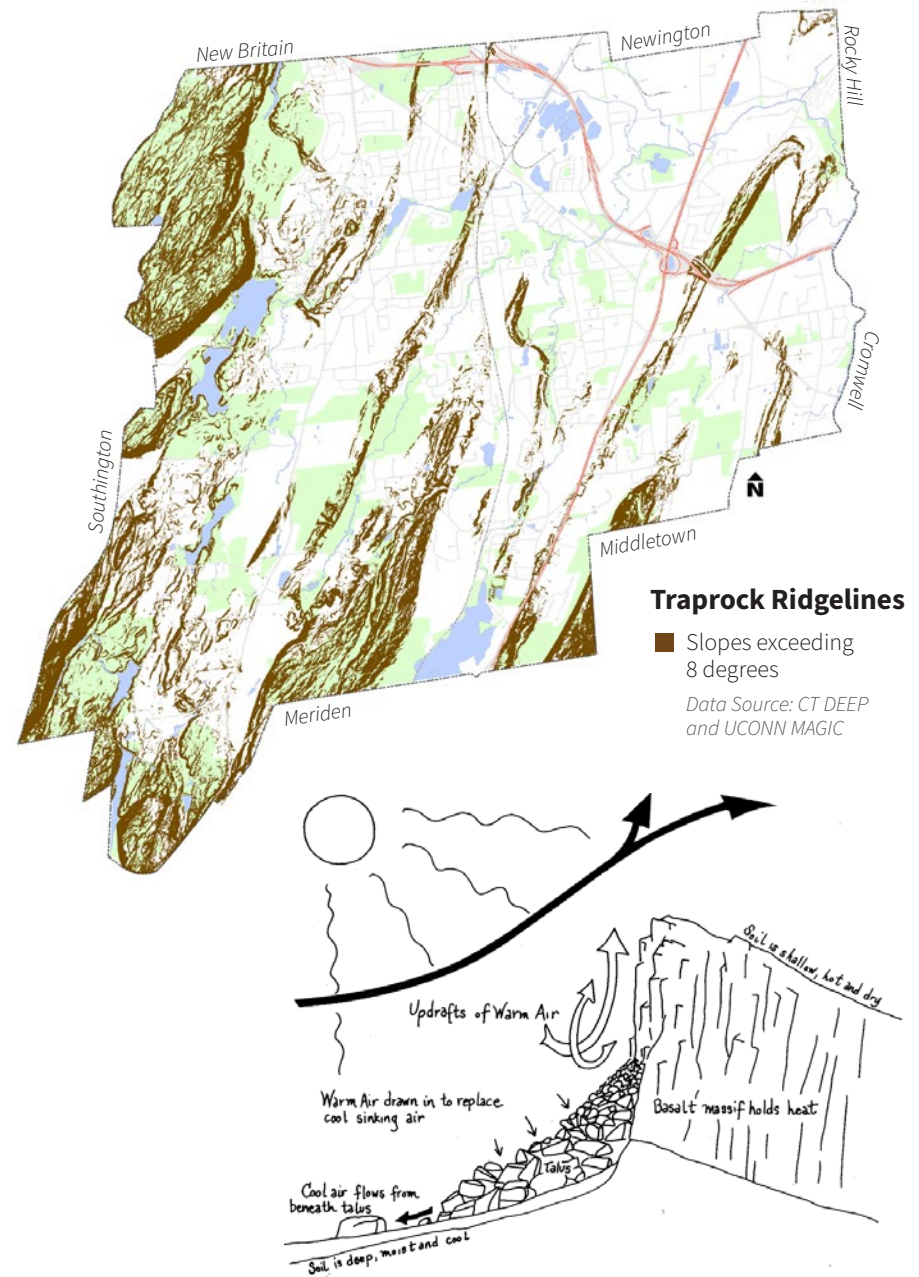 New Britain
Newington
Rocky Hill
Cromwell
Southington
N
Middletown
Meriden
Traprock Ridgelines
Slopes exceeding
8 degrees
Data Source: CT DEEP
and UCONN MAGIC
Soil is shallow, hot and dry
Updrafts of Warm Air
Warm Air drawn in to replace
cool sinking air
Basalt massif holds heat
Talus
Cool air flows from
beneath talus
Soil is deep, moist and cool